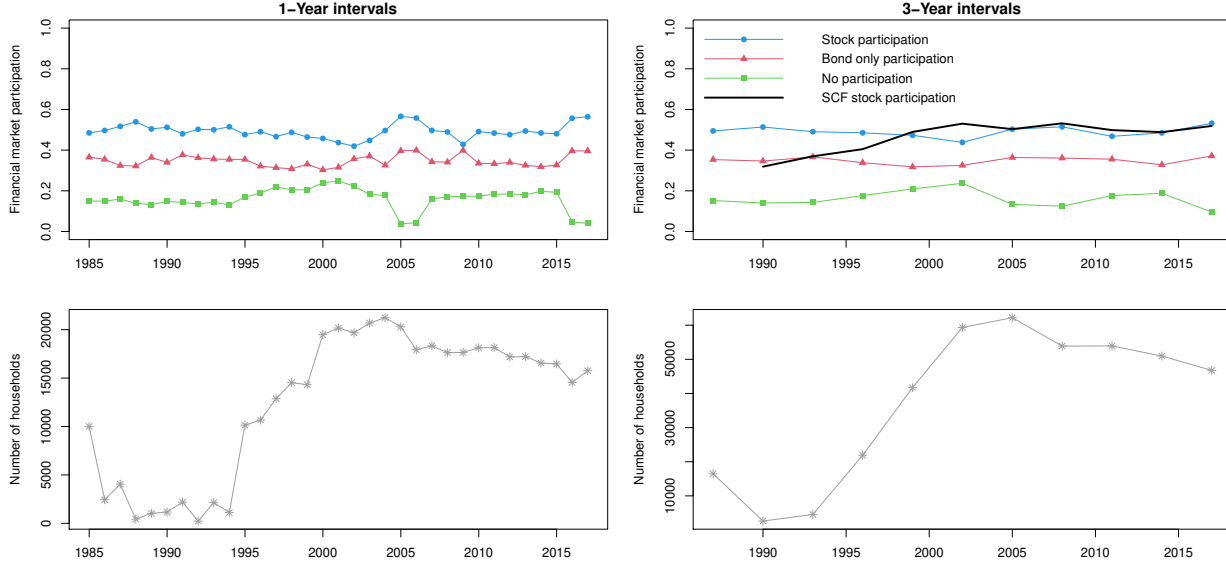 1−Year intervals
Financial market participation
0.0 0.2 0.4 0.6 0.8 1.0
1985 1990 1995 2000 2005 2010 2015
3−Year intervals
Financial market participation
0.0 0.2 0.4 0.6 0.8 1.0
Stock participation
Bond only participation
No participation
SCF stock participation
1990 1995 2000 2005 2010 2015
Number of households
0 5000 10000 15000 20000
1985 1990 1995 2000 2005 2010 2015
Number of households
10000 30000 50000
1990 1995 2000 2005 2010 2015